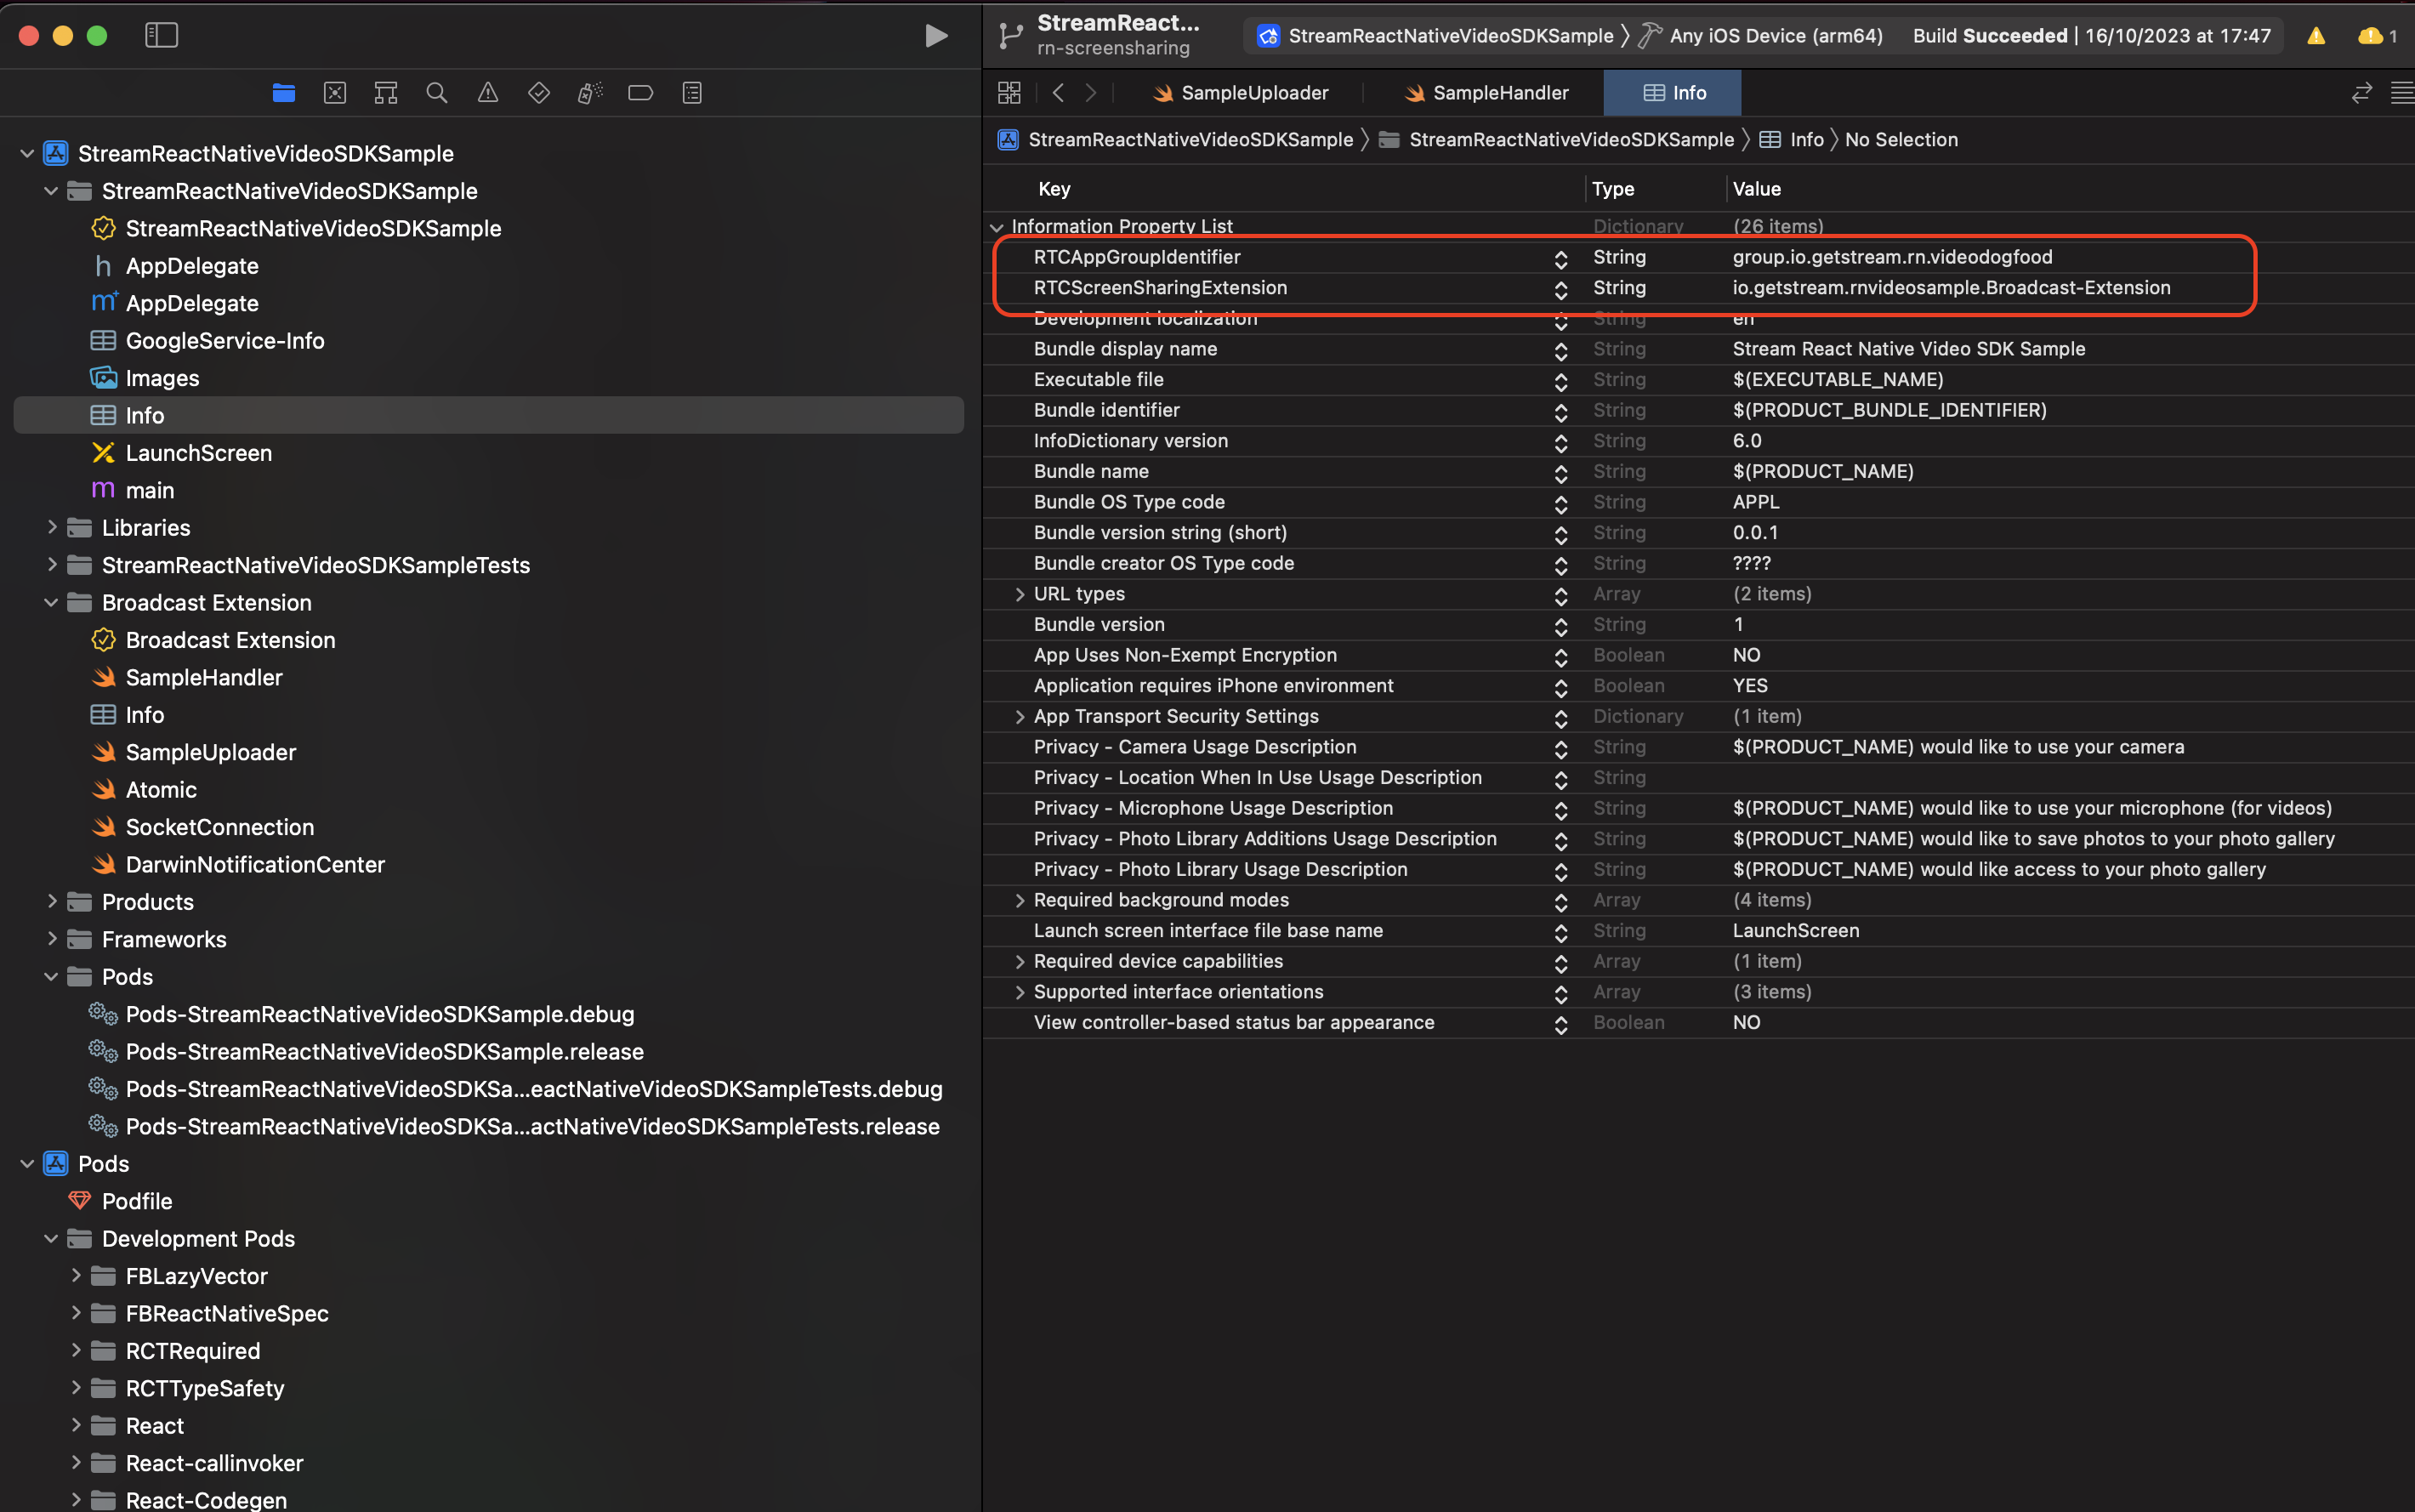 StreamReact...
rn-screensharing
StreamReactNativeVideoSDKSample
Any iOS Device (arm64)
Build Succeeded | 16/10/2023 at 17:47
1
StreamReactNativeVideoSDKSample
StreamReactNativeVideoSDKSample
StreamReactNativeVideoSDKSample
h AppDelegate
m+ AppDelegate
GoogleService-Info
Images
Info
LaunchScreen
m main
Libraries
StreamReactNativeVideoSDKSampleTests
Broadcast Extension
Broadcast Extension
SampleHandler
Info
SampleUploader
Atomic
SocketConnection
DarwinNotificationCenter
Products
Frameworks
Pods
Pods-StreamReactNativeVideoSDKSample.debug
Pods-StreamReactNativeVideoSDKSample.release
Pods-StreamReactNativeVideoSDKSa...eactNativeVideoSDKSampleTests.debug
Pods-StreamReactNativeVideoSDKSa...actNativeVideoSDKSampleTests.release
Pods
Podfile
Development Pods
FBLazyVector
FBReactNativeSpec
RCTRequired
RCTTypeSafety
React
React-callinvoker
React-Codegen
SampleUploader
SampleHandler
Info
StreamReactNativeVideoSDKSample 〉 StreamReactNativeVideoSDKSample 〉 Info 〉 No Selection
Key Type Value
Information Property List Dictionary (26 items)
RTCAppGroupIdentifier String group.io.getstream.rn.videodogfood
RTCScreenSharingExtension String io.getstream.rnvideosample.Broadcast-Extension
Development localization String en
Bundle display name String Stream React Native Video SDK Sample
Executable file String $(EXECUTABLE_NAME)
Bundle identifier String $(PRODUCT_BUNDLE_IDENTIFIER)
InfoDictionary version String 6.0
Bundle name String $(PRODUCT_NAME)
Bundle OS Type code String APPL
Bundle version string (short) String 0.0.1
Bundle creator OS Type code String ????
URL types Array (2 items)
Bundle version String 1
App Uses Non-Exempt Encryption Boolean NO
Application requires iPhone environment Boolean YES
App Transport Security Settings Dictionary (1 item)
Privacy - Camera Usage Description String $(PRODUCT_NAME) would like to use your camera
Privacy - Location When In Use Usage Description String
Privacy - Microphone Usage Description String $(PRODUCT_NAME) would like to use your microphone (for videos)
Privacy - Photo Library Additions Usage Description String $(PRODUCT_NAME) would like to save photos to your photo gallery
Privacy - Photo Library Usage Description String $(PRODUCT_NAME) would like access to your photo gallery
Required background modes Array (4 items)
Launch screen interface file base name String LaunchScreen
Required device capabilities Array (1 item)
Supported interface orientations Array (3 items)
View controller-based status bar appearance Boolean NO